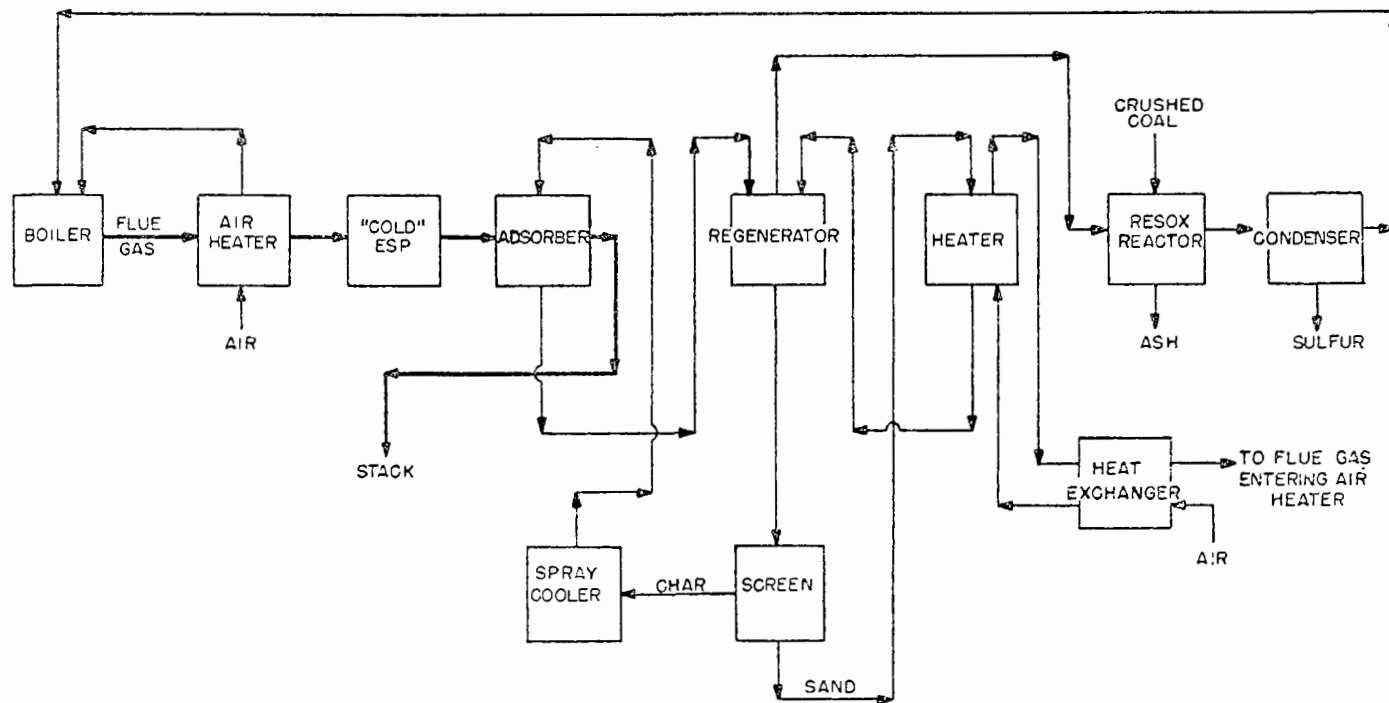 CRUSHED
COAL
BOILER
FLUE
GAS
AIR
HEATER
"COLD"
ESP
ADSORBER
REGENERATOR
HEATER
RESOX
REACTOR
CONDENSER
AIR
ASH
SULFUR
STACK
HEAT
EXCHANGER
TO FLUE GAS
ENTERING AIR
HEATER
AIR
SPRAY
COOLER
CHAR
SCREEN
SAND